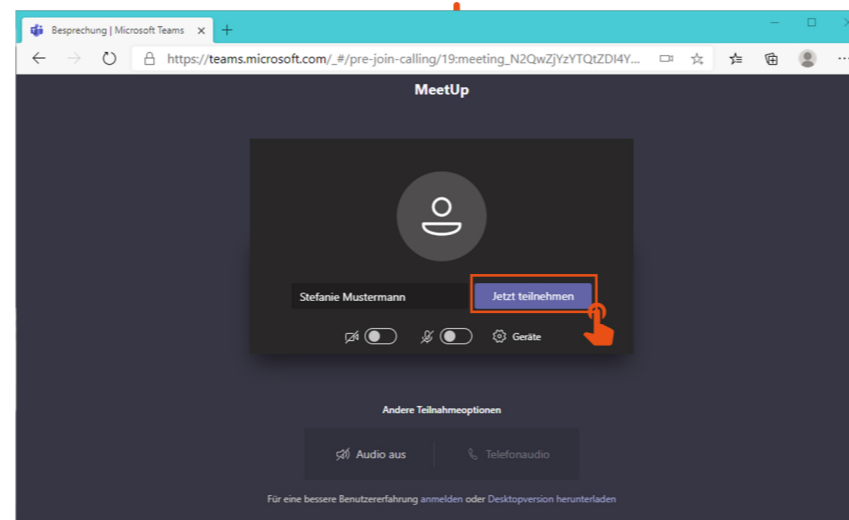 Besprechung | Microsoft Teams
https://teams.microsoft.com/_#/pre-join-calling/19:meeting_N2QwZjYzYTQtZDI4Y...
MeetUp
Stefanie Mustermann Jetzt teilnehmen
Geräte
Andere Teilnahmeoptionen
Audio aus Telefonaudio
Für eine bessere Benutzererfahrung anmelden oder Desktopversion herunterladen